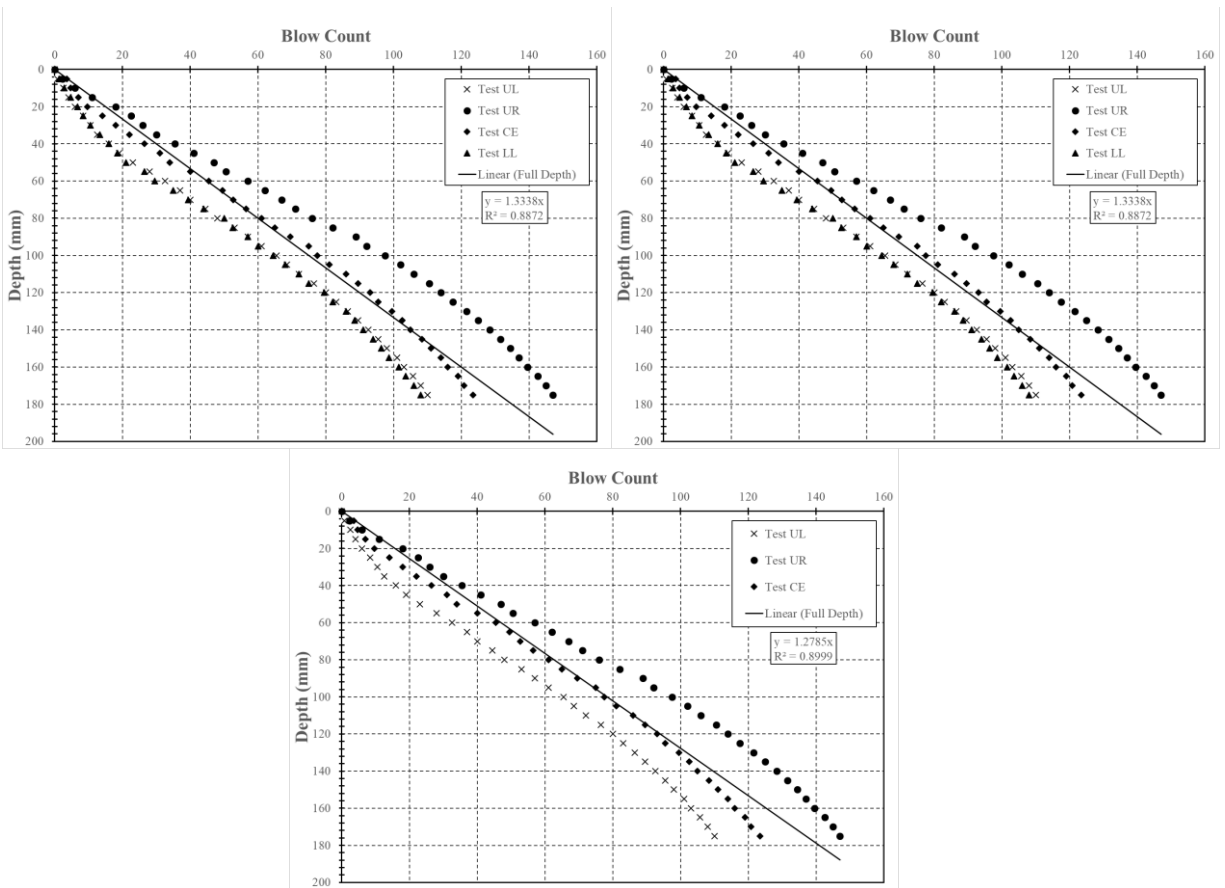 Blow Count
0 20 40 60 80 100 120 140 160
0
20
40
60
80
100
120
140
160
180
200
Depth (mm)
Test UL
Test UR
Test CE
Test LL
Linear (Full Depth)
y = 1.3338x
R² = 0.8872
Blow Count
0 20 40 60 80 100 120 140 160
0
20
40
60
80
100
120
140
160
180
200
Depth (mm)
Test UL
Test UR
Test CE
Test LL
Linear (Full Depth)
y = 1.3338x
R² = 0.8872
Blow Count
0 20 40 60 80 100 120 140 160
0
20
40
60
80
100
120
140
160
180
200
Depth (mm)
Test UL
Test UR
Test CE
Linear (Full Depth)
y = 1.2785x
R² = 0.8999